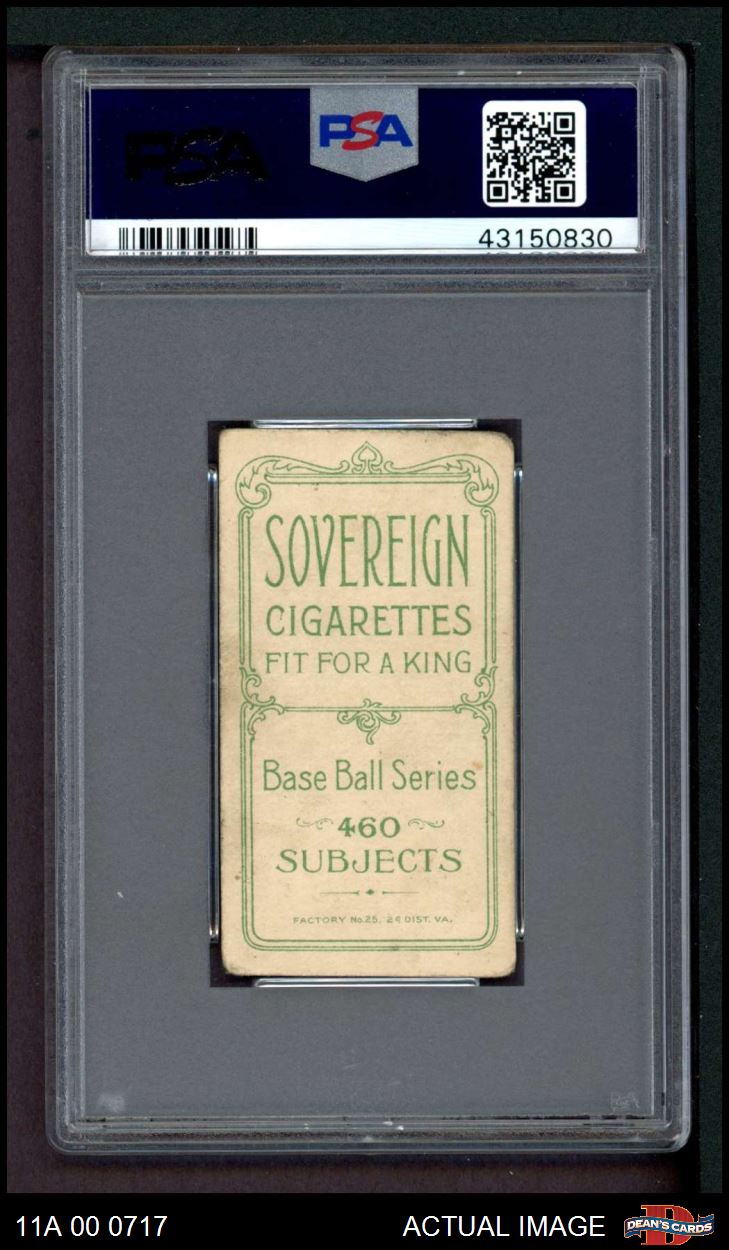 PSA
PSA
43150830
SOVEREIGN
CIGARETTES
FIT FOR A KING
Base Ball Series
460
SUBJECTS
FACTORY No.25, 2d DIST. VA.
PSA
11A 00 0717
ACTUAL IMAGE
D
DEAN'S CARDS